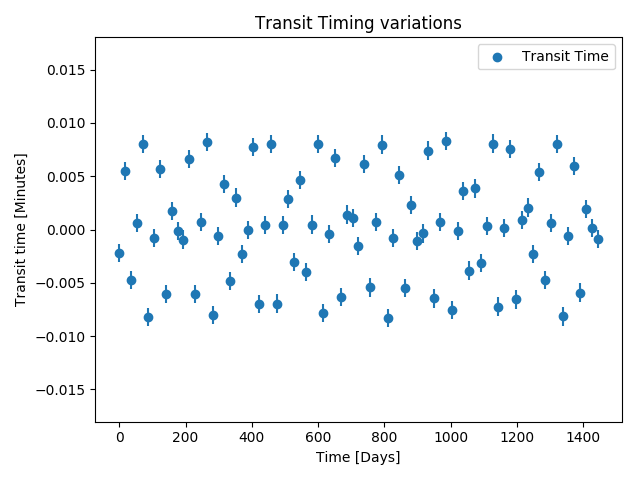 Transit Timing variations
Transit Time
0.015
0.010
0.005
0.000
−0.005
−0.010
−0.015
Transit time [Minutes]
0 200 400 600 800 1000 1200 1400
Time [Days]